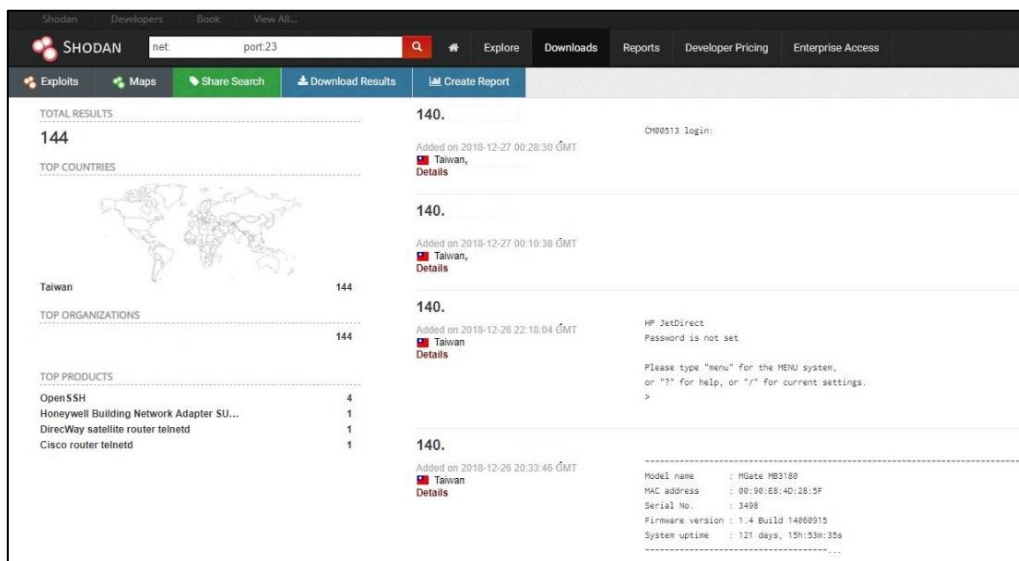 Shodan Developers Book View All...
SHODAN net: port:23 Explore Downloads Reports Developer Pricing Enterprise Access
Exploits Maps Share Search Download Results Create Report
TOTAL RESULTS
144
TOP COUNTRIES
Taiwan 144
TOP ORGANIZATIONS
144
TOP PRODUCTS
OpenSSH 4
Honeywell Building Network Adapter SU... 1
DirecWay satellite router telnetd 1
Cisco router telnetd 1
140.
Added on 2018-12-27 00:28:30 GMT
Taiwan,
Details
CM00513 login:
140.
Added on 2018-12-27 00:10:38 GMT
Taiwan,
Details
140.
Added on 2018-12-26 22:18:04 GMT
Taiwan
Details
HP JetDirect
Password is not set
Please type "menu" for the MENU system,
or "?" for help, or "/" for current settings.
>
140.
Added on 2018-12-26 20:33:46 GMT
Taiwan
Details
--------------------------------------------------------------------------------
Model name : MGate MB3180
MAC address : 00:90:E8:4D:28:5F
Serial No. : 3498
Firmware version : 1.4 Build 14060915
System uptime : 121 days, 15h:53m:35s
---------------------------------------...